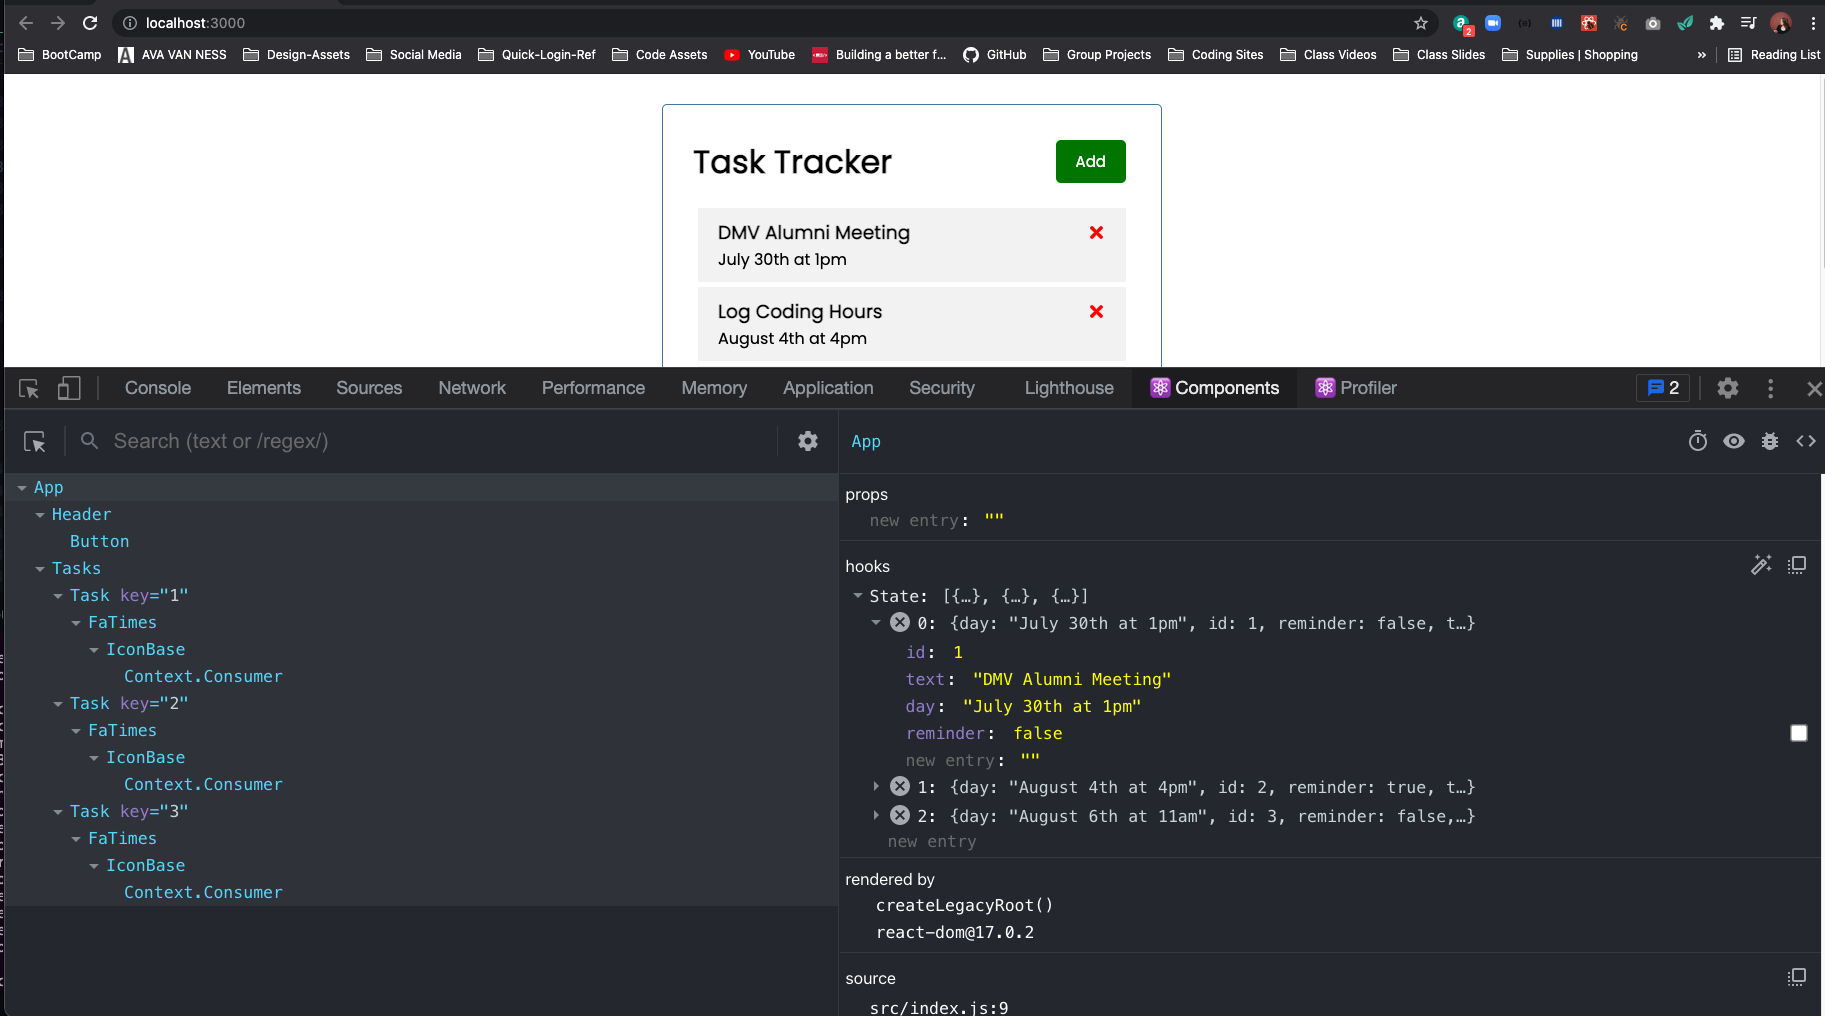 localhost:3000
2
BootCamp AVA VAN NESS Design-Assets Social Media Quick-Login-Ref Code Assets YouTube Building a better f... GitHub Group Projects Coding Sites Class Videos Class Slides Supplies | Shopping » Reading List
Task Tracker
Add
DMV Alumni Meeting
July 30th at 1pm
Log Coding Hours
August 4th at 4pm
Console Elements Sources Network Performance Memory Application Security Lighthouse Components Profiler 2
Search (text or /regex/)
App
App
Header
Button
Tasks
Task key="1"
FaTimes
IconBase
Context.Consumer
Task key="2"
FaTimes
IconBase
Context.Consumer
Task key="3"
FaTimes
IconBase
Context.Consumer
props
new entry: ""
hooks
State: [{…}, {…}, {…}]
0: {day: "July 30th at 1pm", id: 1, reminder: false, t…}
id: 1
text: "DMV Alumni Meeting"
day: "July 30th at 1pm"
reminder: false
new entry: ""
1: {day: "August 4th at 4pm", id: 2, reminder: true, t…}
2: {day: "August 6th at 11am", id: 3, reminder: false,…}
new entry
rendered by
createLegacyRoot()
react-dom@17.0.2
source
src/index.js:9